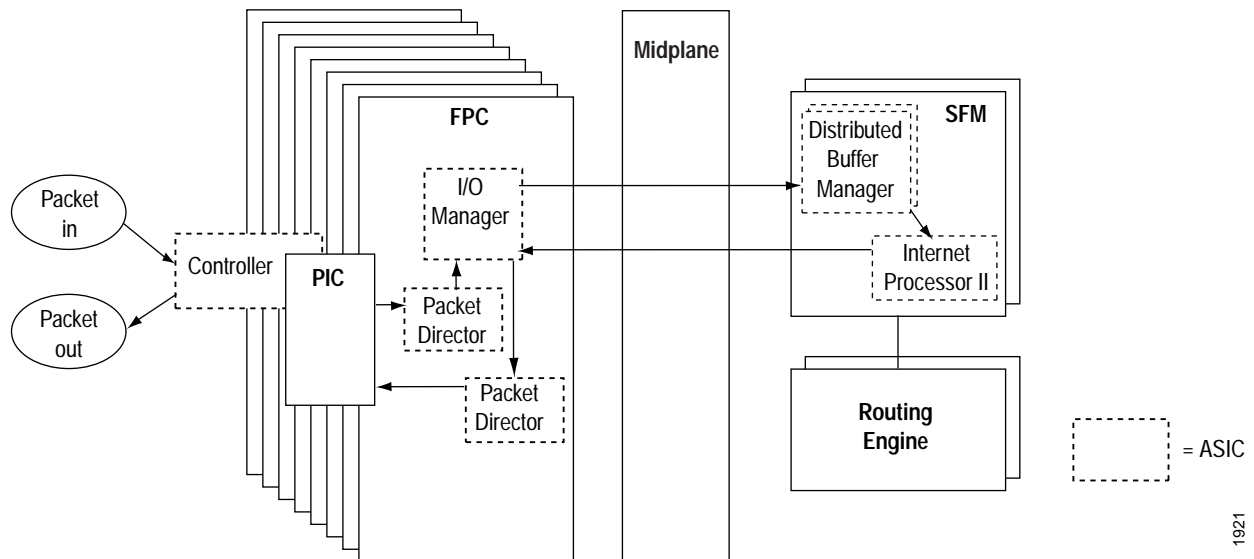 Midplane
FPC
SFM
Distributed
Buffer
Manager
I/O
Manager
Packet
in
Controller
Internet
Processor II
PIC
Packet
Director
Packet
out
Packet
Director
Routing
Engine
= ASIC
1921